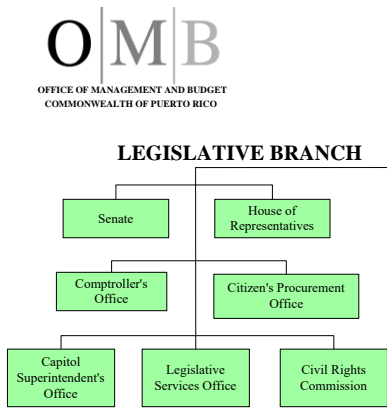 OMB
OFFICE OF MANAGEMENT AND BUDGET
COMMONWEALTH OF PUERTO RICO
LEGISLATIVE BRANCH
Senate
House of
Representatives
Comptroller's
Office
Citizen's Procurement
Office
Capitol
Superintendent's
Office
Legislative
Services Office
Civil Rights
Commission